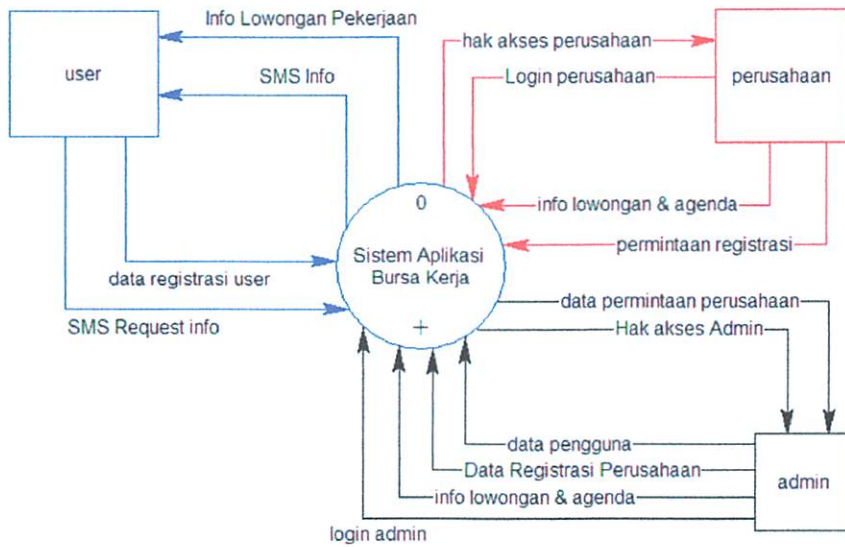 Info Lowongan Pekerjaan
user
SMS Info
hak akses perusahaan
Login perusahaan
perusahaan
info lowongan & agenda
permintaan registrasi
0
Sistem Aplikasi
Bursa Kerja
+
data registrasi user
SMS Request info
data permintaan perusahaan
Hak akses Admin
data pengguna
Data Registrasi Perusahaan
info lowongan & agenda
login admin
admin